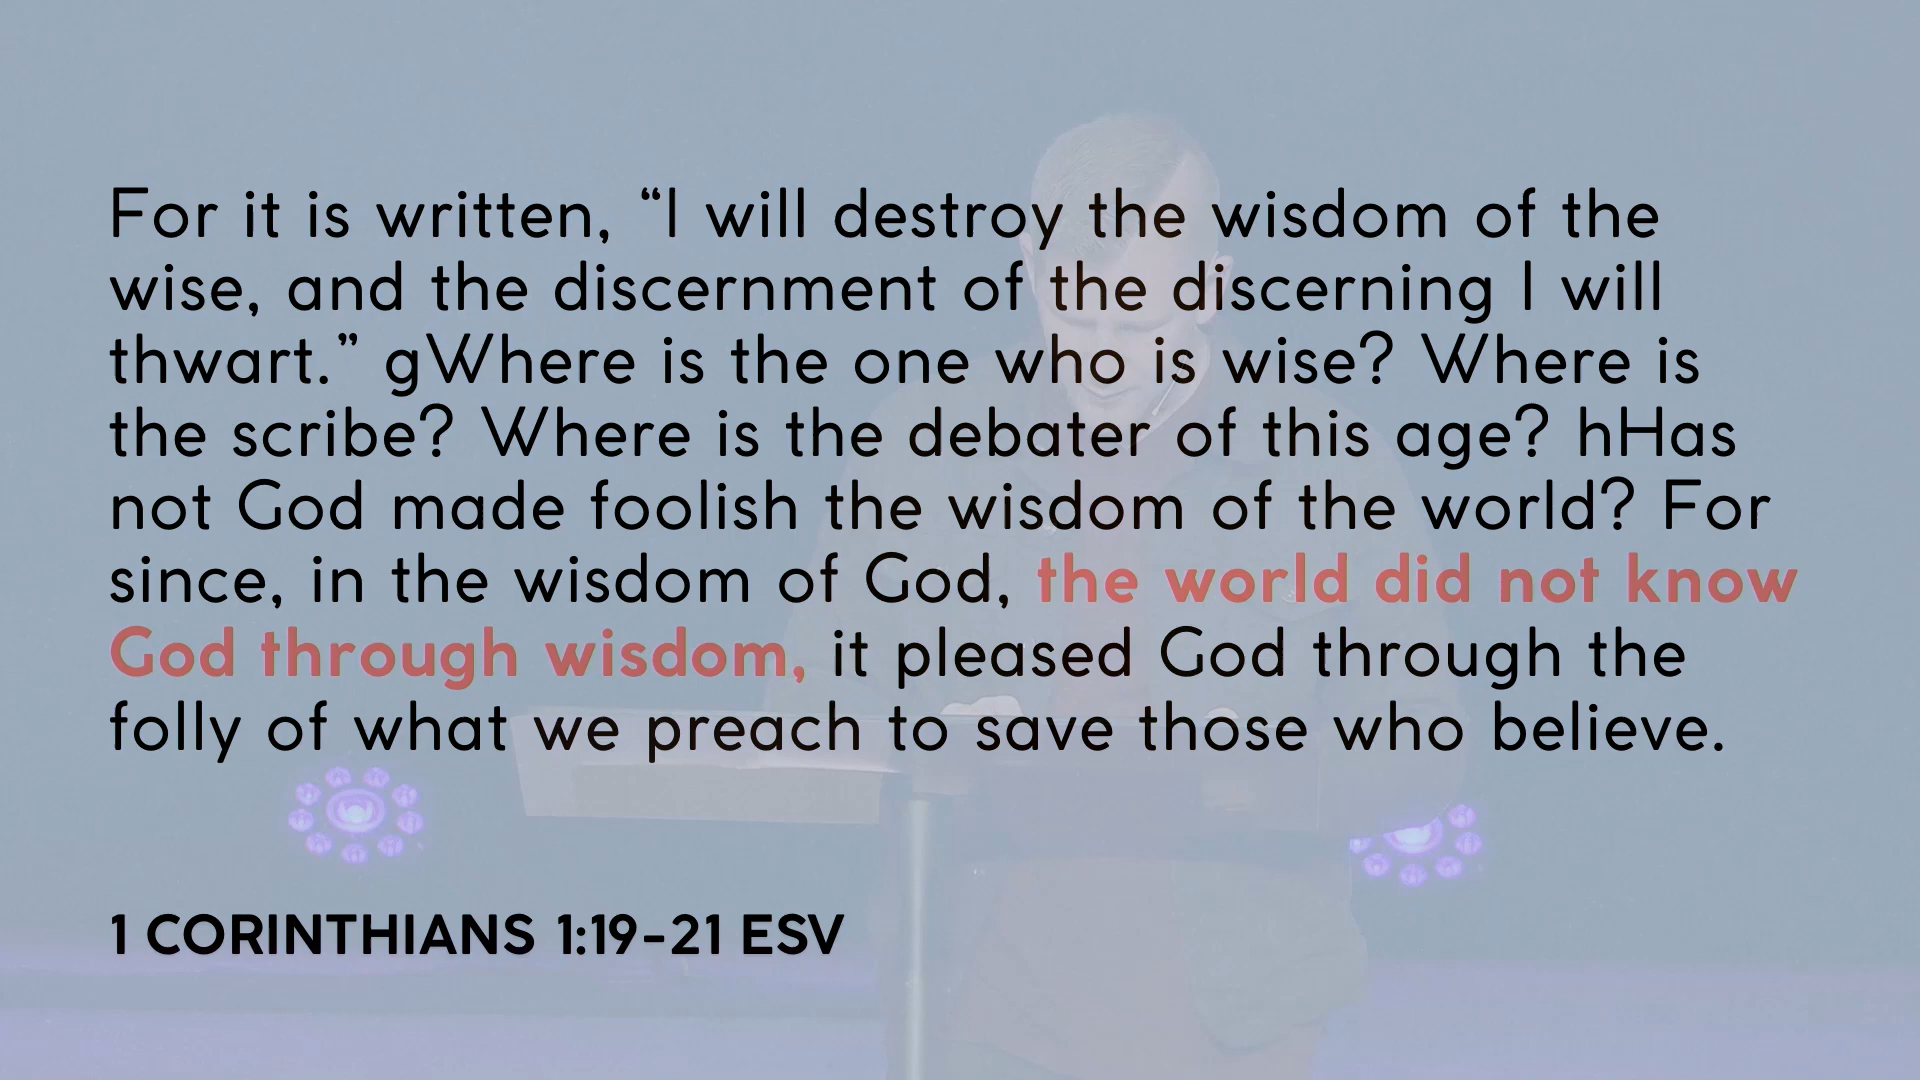 For it is written, “I will destroy the wisdom of the
wise, and the discernment of the discerning I will
thwart.” gWhere is the one who is wise? Where is
the scribe? Where is the debater of this age? hHas
not God made foolish the wisdom of the world? For
since, in the wisdom of God, the world did not know
God through wisdom, it pleased God through the
folly of what we preach to save those who believe.
1 CORINTHIANS 1:19-21 ESV